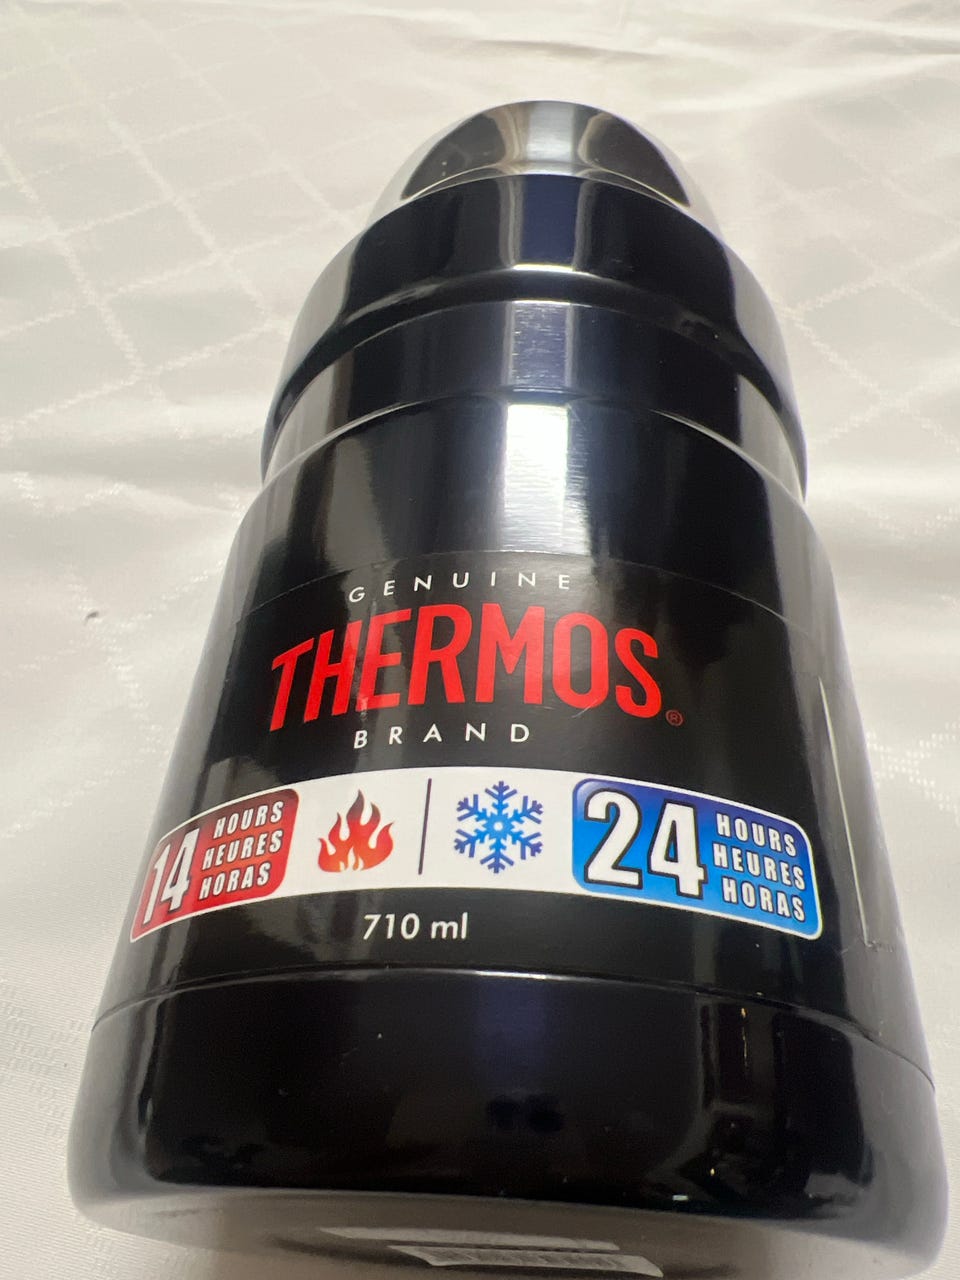 GENUINE
THERMOS®
BRAND
14 HOURS
HEURES
HORAS
24 HOURS
HEURES
HORAS
710 ml